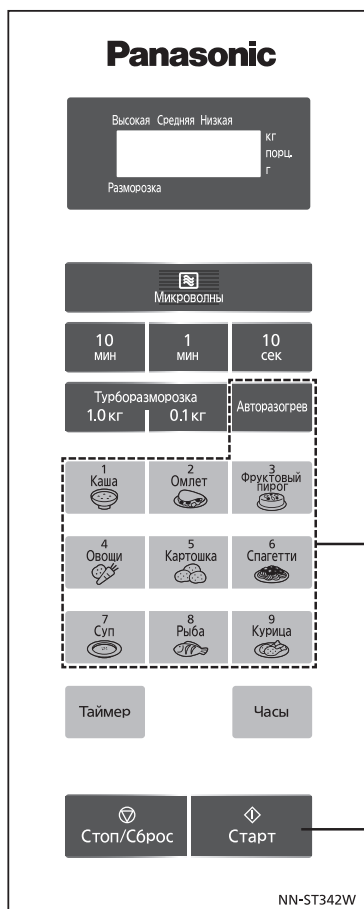 Panasonic
Высокая Средняя Низкая
кг
порц.
г
Разморозка
Микроволны
10 мин
1 мин
10 сек
Турборазморозка
1.0 кг 0.1 кг
Авторазогрев
1 Каша
2 Омлет
3 Фруктовый пирог
4 Овощи
5 Картошка
6 Спагетти
7 Суп
8 Рыба
9 Курица
Таймер
Часы
Стоп/Сброс
Старт
NN-ST342W